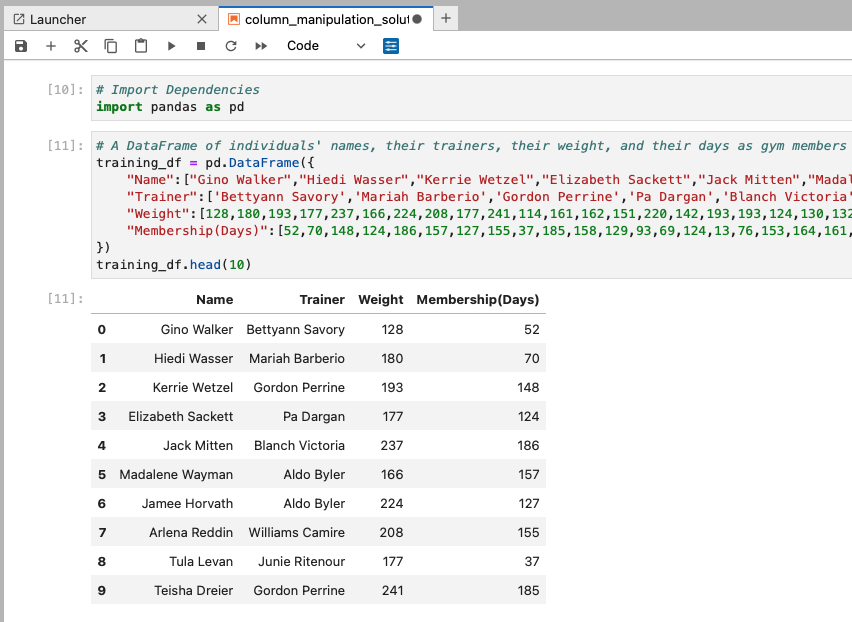 Launcher
column_manipulation_solut
Code
[10]:
# Import Dependencies
import pandas as pd
[11]:
# A DataFrame of individuals' names, their trainers, their weight, and their days as gym members
training_df = pd.DataFrame({
"Name":["Gino Walker","Hiedi Wasser","Kerrie Wetzel","Elizabeth Sackett","Jack Mitten","Madal
"Trainer":['Bettyann Savory','Mariah Barberio','Gordon Perrine','Pa Dargan','Blanch Victoria'
"Weight":[128,180,193,177,237,166,224,208,177,241,114,161,162,151,220,142,193,193,124,130,132
"Membership(Days)":[52,70,148,124,186,157,127,155,37,185,158,129,93,69,124,13,76,153,164,161,
})
training_df.head(10)
[11]:
Name Trainer Weight Membership(Days)
0 Gino Walker Bettyann Savory 128 52
1 Hiedi Wasser Mariah Barberio 180 70
2 Kerrie Wetzel Gordon Perrine 193 148
3 Elizabeth Sackett Pa Dargan 177 124
4 Jack Mitten Blanch Victoria 237 186
5 Madalene Wayman Aldo Byler 166 157
6 Jamee Horvath Aldo Byler 224 127
7 Arlena Reddin Williams Camire 208 155
8 Tula Levan Junie Ritenour 177 37
9 Teisha Dreier Gordon Perrine 241 185